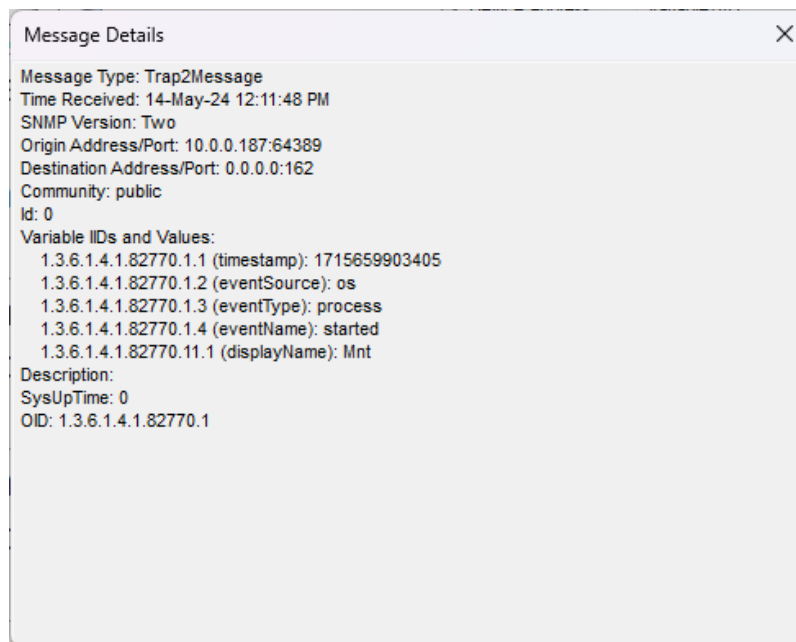 Message Details
Message Type: Trap2Message
Time Received: 14-May-24 12:11:48 PM
SNMP Version: Two
Origin Address/Port: 10.0.0.187:64389
Destination Address/Port: 0.0.0.0:162
Community: public
Id: 0
Variable IIDs and Values:
1.3.6.1.4.1.82770.1.1 (timestamp): 1715659903405
1.3.6.1.4.1.82770.1.2 (eventSource): os
1.3.6.1.4.1.82770.1.3 (eventType): process
1.3.6.1.4.1.82770.1.4 (eventName): started
1.3.6.1.4.1.82770.11.1 (displayName): Mnt
Description:
SysUpTime: 0
OID: 1.3.6.1.4.1.82770.1